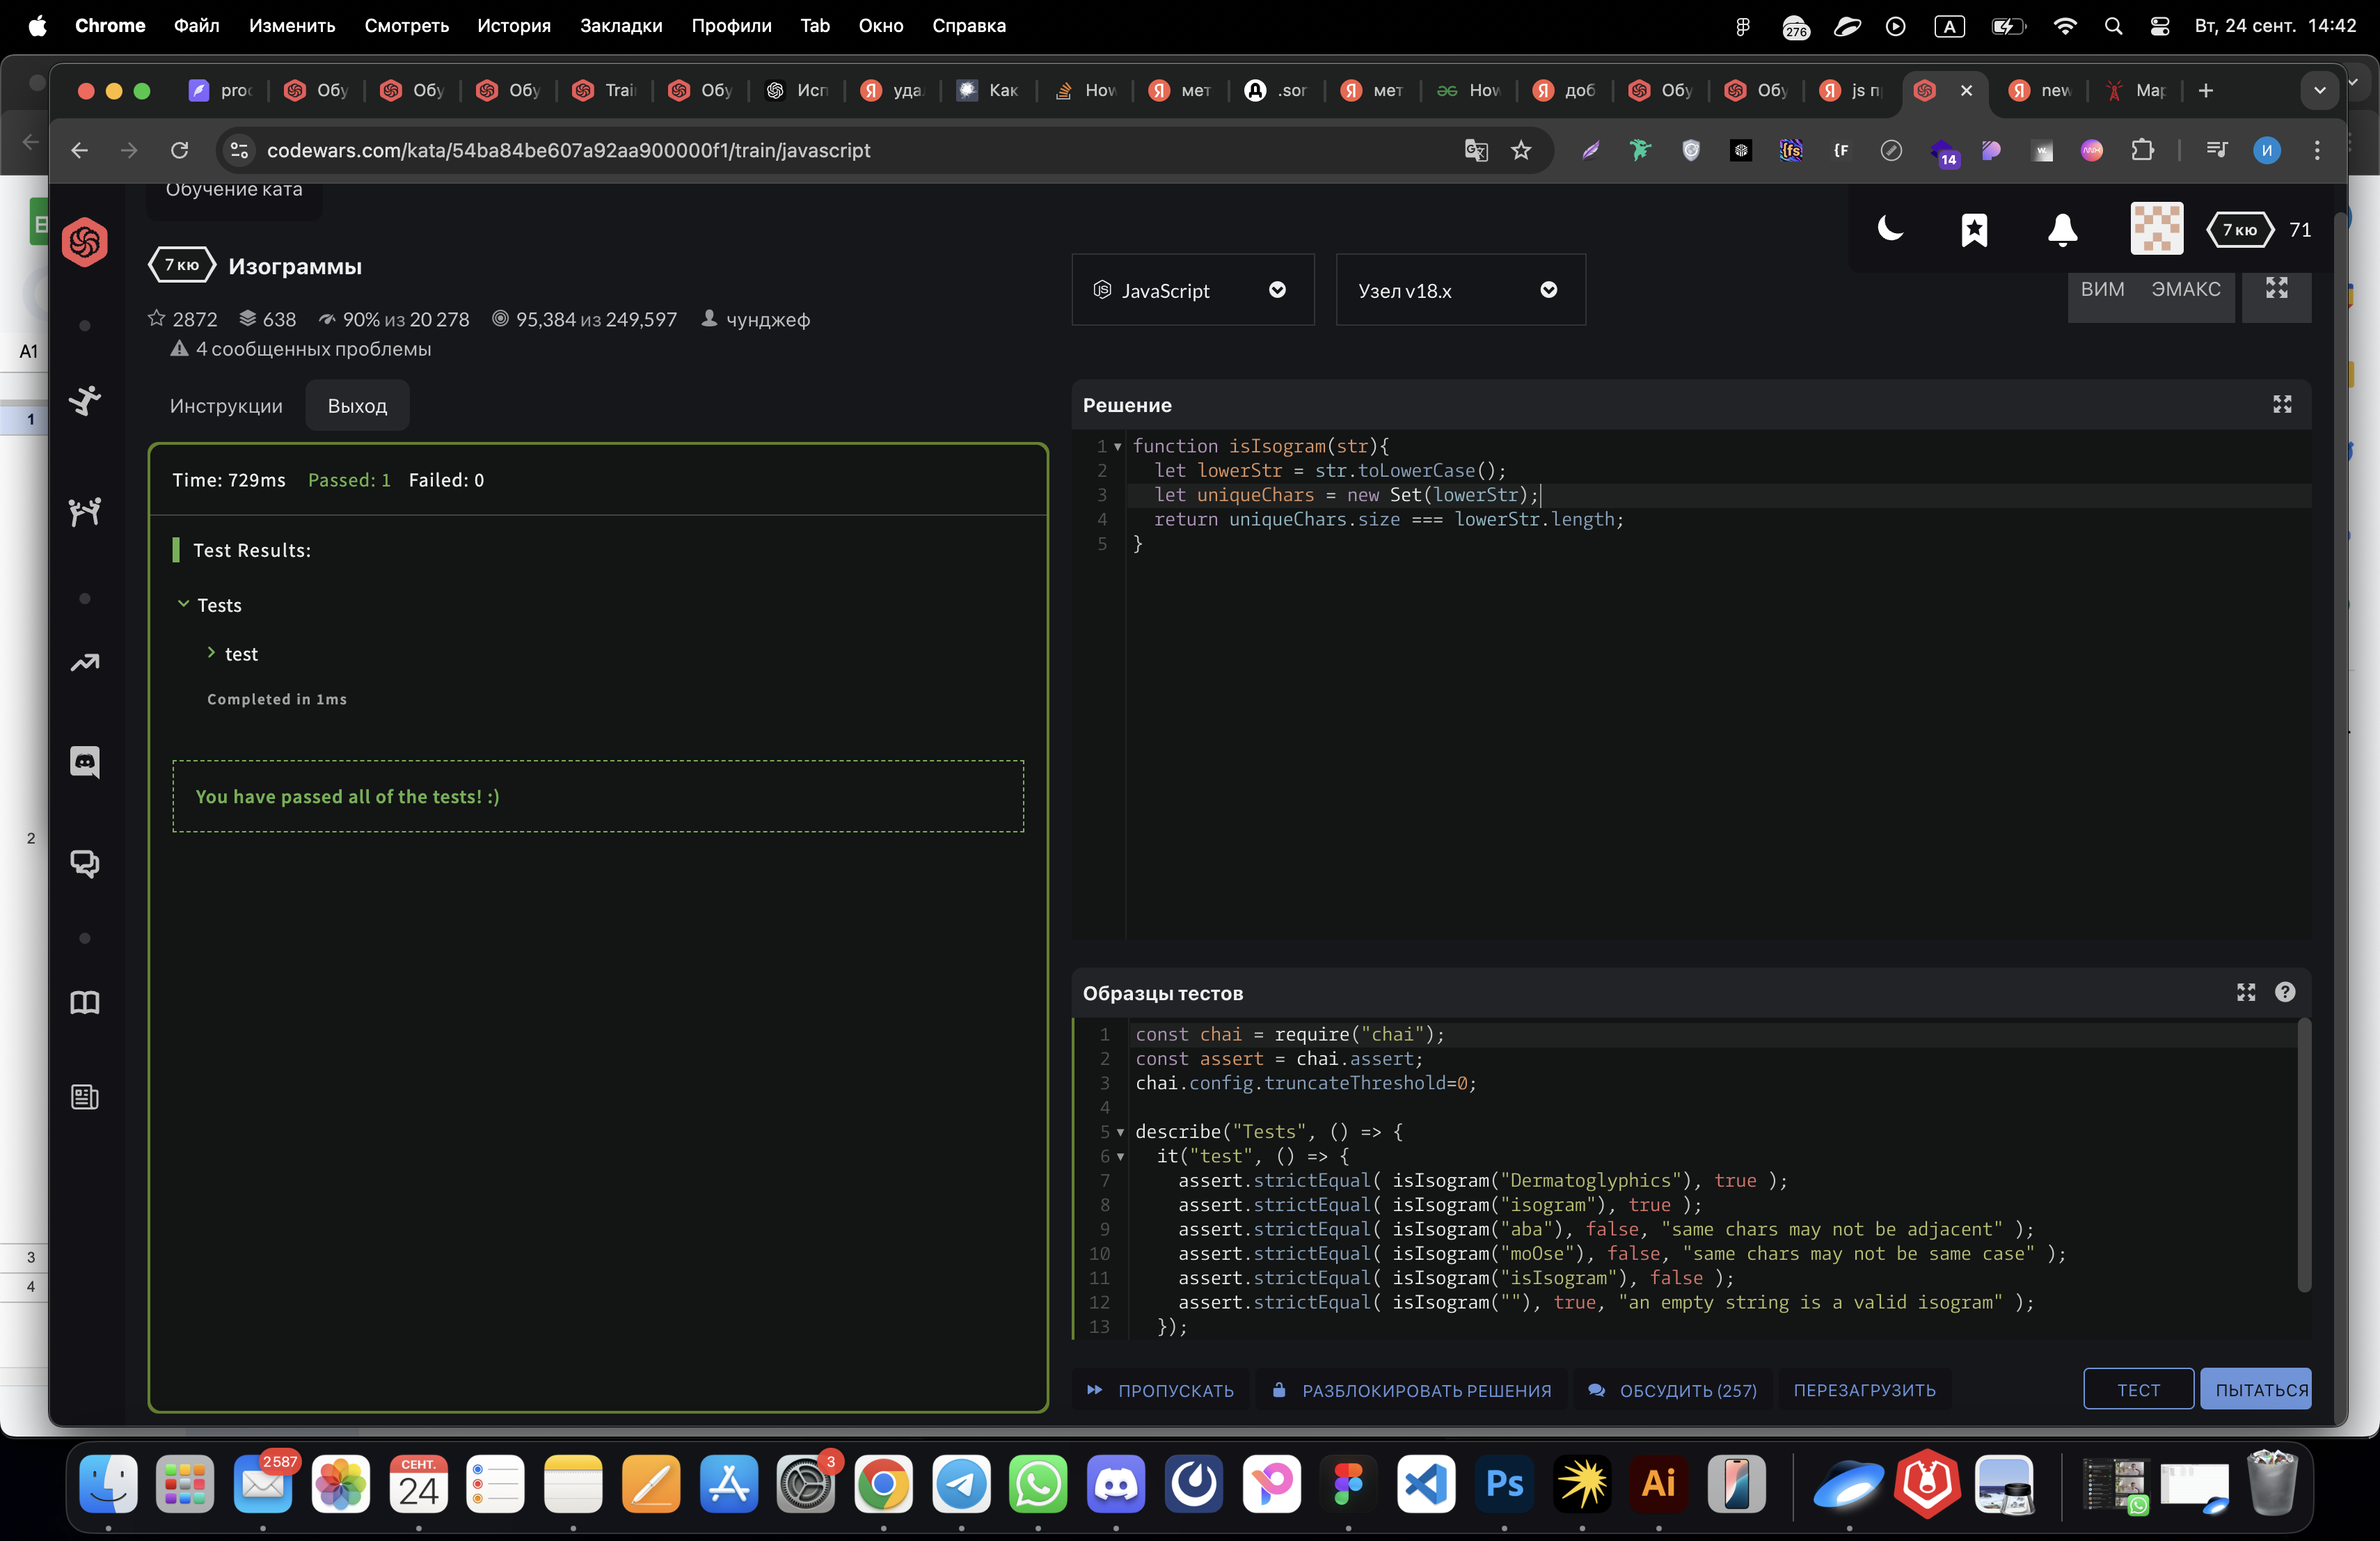 Chrome Файл Изменить Смотреть История Закладки Профили Tab Окно Справка
276 A Вт, 24 сент. 14:42
proc Обу Обу Обу Trai Обу Исп уда Как How мет .sor мет How доб Обу Обу js п new Мар
codewars.com/kata/54ba84be607a92aa900000f1/train/javascript
14 И
Обучение ката
7 кю 71
7 кю Изограммы
JavaScript
Узел v18.x
ВИМ ЭМАКС
2872 638 90% из 20 278 95,384 из 249,597 чунджеф
4 сообщенных проблемы
A1
1
2
3
4
Инструкции Выход
Time: 729ms Passed: 1 Failed: 0
Test Results:
Tests
test
Completed in 1ms
You have passed all of the tests! :)
Решение
1 function isIsogram(str){
2 let lowerStr = str.toLowerCase();
3 let uniqueChars = new Set(lowerStr);
4 return uniqueChars.size === lowerStr.length;
5 }
Образцы тестов
1 const chai = require("chai");
2 const assert = chai.assert;
3 chai.config.truncateThreshold=0;
4
5 describe("Tests", () => {
6 it("test", () => {
7 assert.strictEqual( isIsogram("Dermatoglyphics"), true );
8 assert.strictEqual( isIsogram("isogram"), true );
9 assert.strictEqual( isIsogram("aba"), false, "same chars may not be adjacent" );
10 assert.strictEqual( isIsogram("moOse"), false, "same chars may not be same case" );
11 assert.strictEqual( isIsogram("isIsogram"), false );
12 assert.strictEqual( isIsogram(""), true, "an empty string is a valid isogram" );
13 });
ПРОПУСКАТЬ РАЗБЛОКИРОВАТЬ РЕШЕНИЯ ОБСУДИТЬ (257) ПЕРЕЗАГРУЗИТЬ ТЕСТ ПЫТАТЬСЯ
2 587 СЕНТ. 24 3 Ps Ai